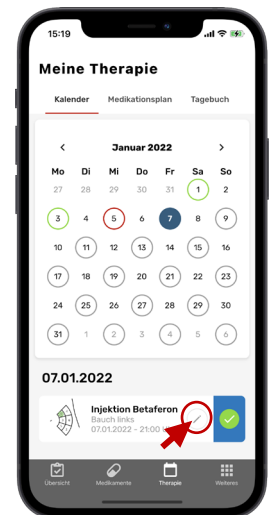 15:19
Meine Therapie
Kalender Medikationsplan Tagebuch
< Januar 2022 >
Mo Di Mi Do Fr Sa So
27 28 29 30 31 1 2
3 4 5 6 7 8 9
10 11 12 13 14 15 16
17 18 19 20 21 22 23
24 25 26 27 28 29 30
31 1 2 3 4 5 6
07.01.2022
Injektion Betaferon
Bauch links
07.01.2022 - 21:00
Übersicht Medikamente Therapie Weiteres